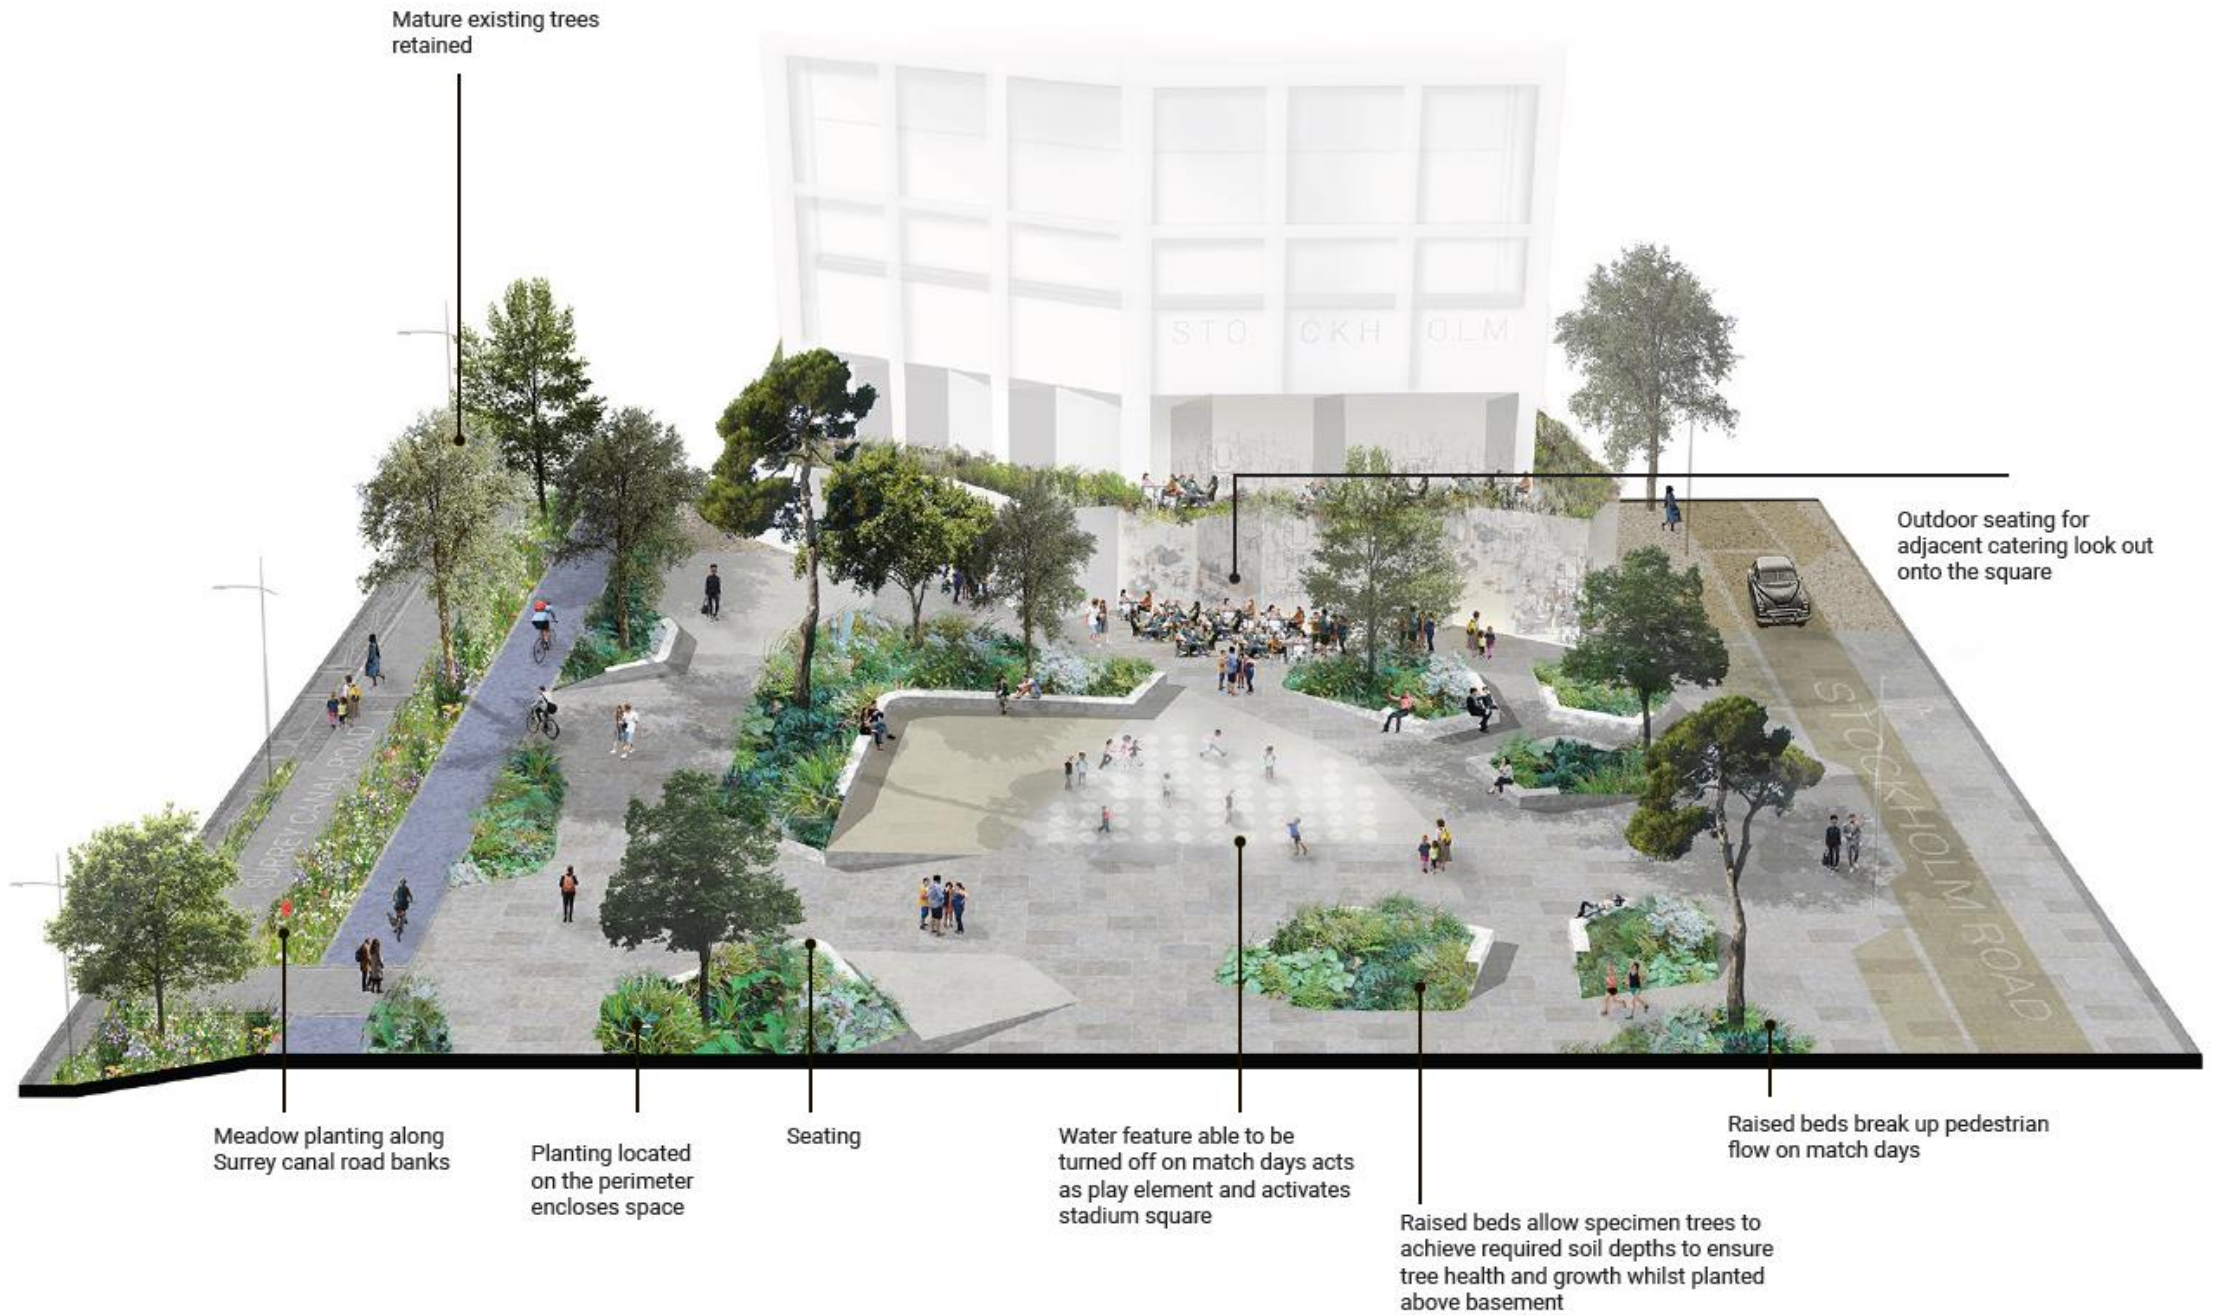 Mature existing trees
retained
STOCKHOLM
Outdoor seating for
adjacent catering look out
onto the square
SURREY CANAL ROAD
STOCKHOLM ROAD
Meadow planting along
Surrey canal road banks
Planting located
on the perimeter
encloses space
Seating
Water feature able to be
turned off on match days acts
as play element and activates
stadium square
Raised beds allow specimen trees to
achieve required soil depths to ensure
tree health and growth whilst planted
above basement
Raised beds break up pedestrian
flow on match days